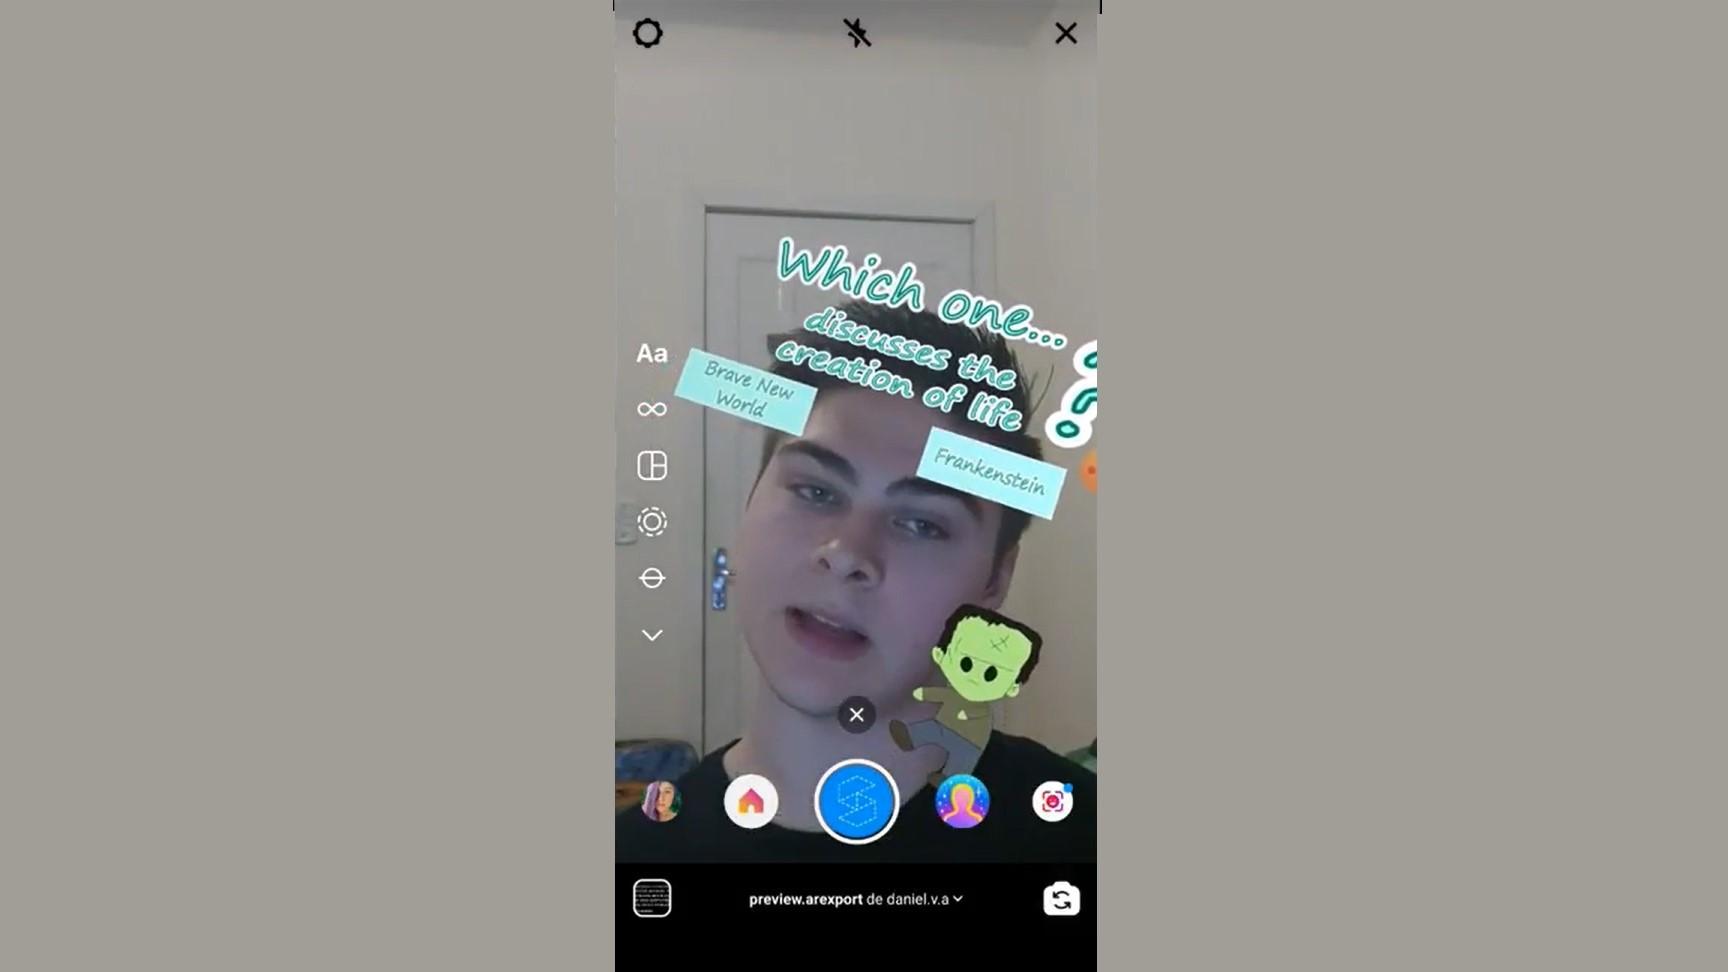 Which one...
discusses the
creation of life
?
Brave New
World
Frankenstein
Aa
preview.arexport de daniel.v.a